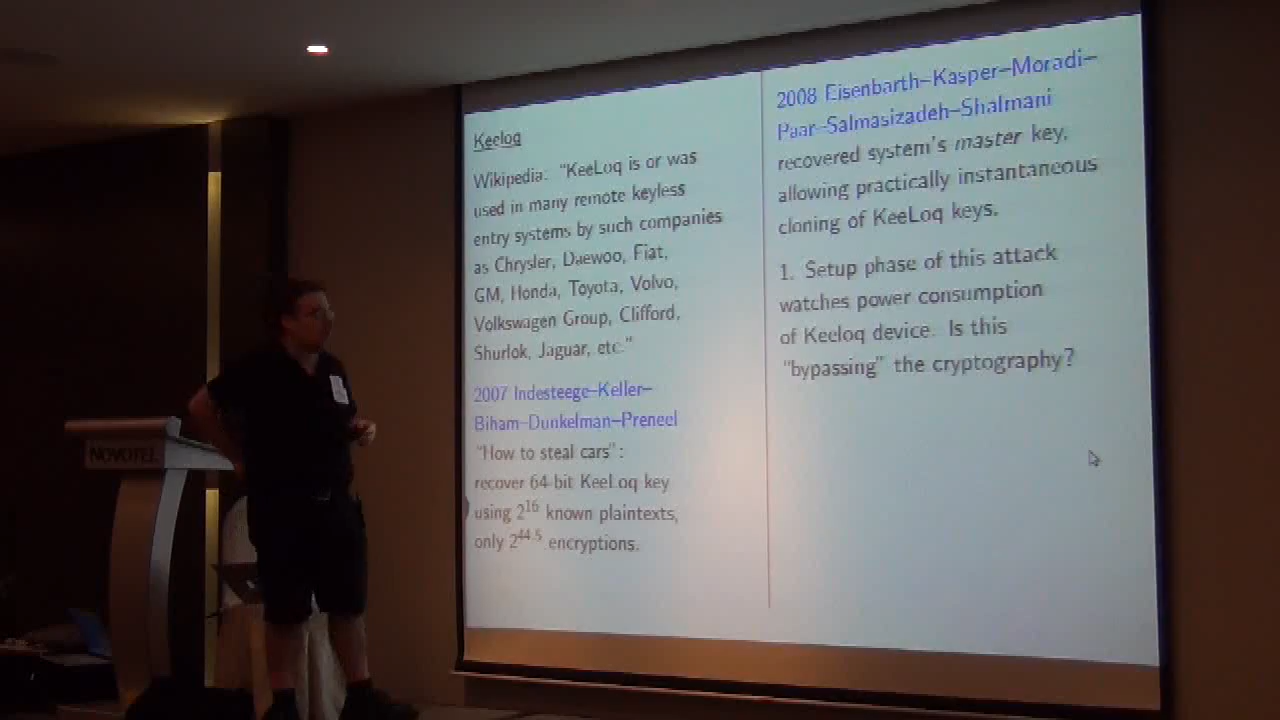 NOVOTEL
Keeloq
Wikipedia: "KeeLoq is or was
used in many remote keyless
entry systems by such companies
as Chrysler, Daewoo, Fiat,
GM, Honda, Toyota, Volvo,
Volkswagen Group, Clifford,
Shurlok, Jaguar, etc."
2007 Indesteege–Keller–
Biham–Dunkelman–Preneel
"How to steal cars":
recover 64-bit KeeLoq key
using 2^16 known plaintexts,
only 2^44.5 encryptions.
2008 Eisenbarth–Kasper–Moradi–
Paar–Salmasizadeh–Shalmani
recovered system's master key,
allowing practically instantaneous
cloning of KeeLoq keys.
1. Setup phase of this attack
watches power consumption
of Keeloq device. Is this
"bypassing" the cryptography?